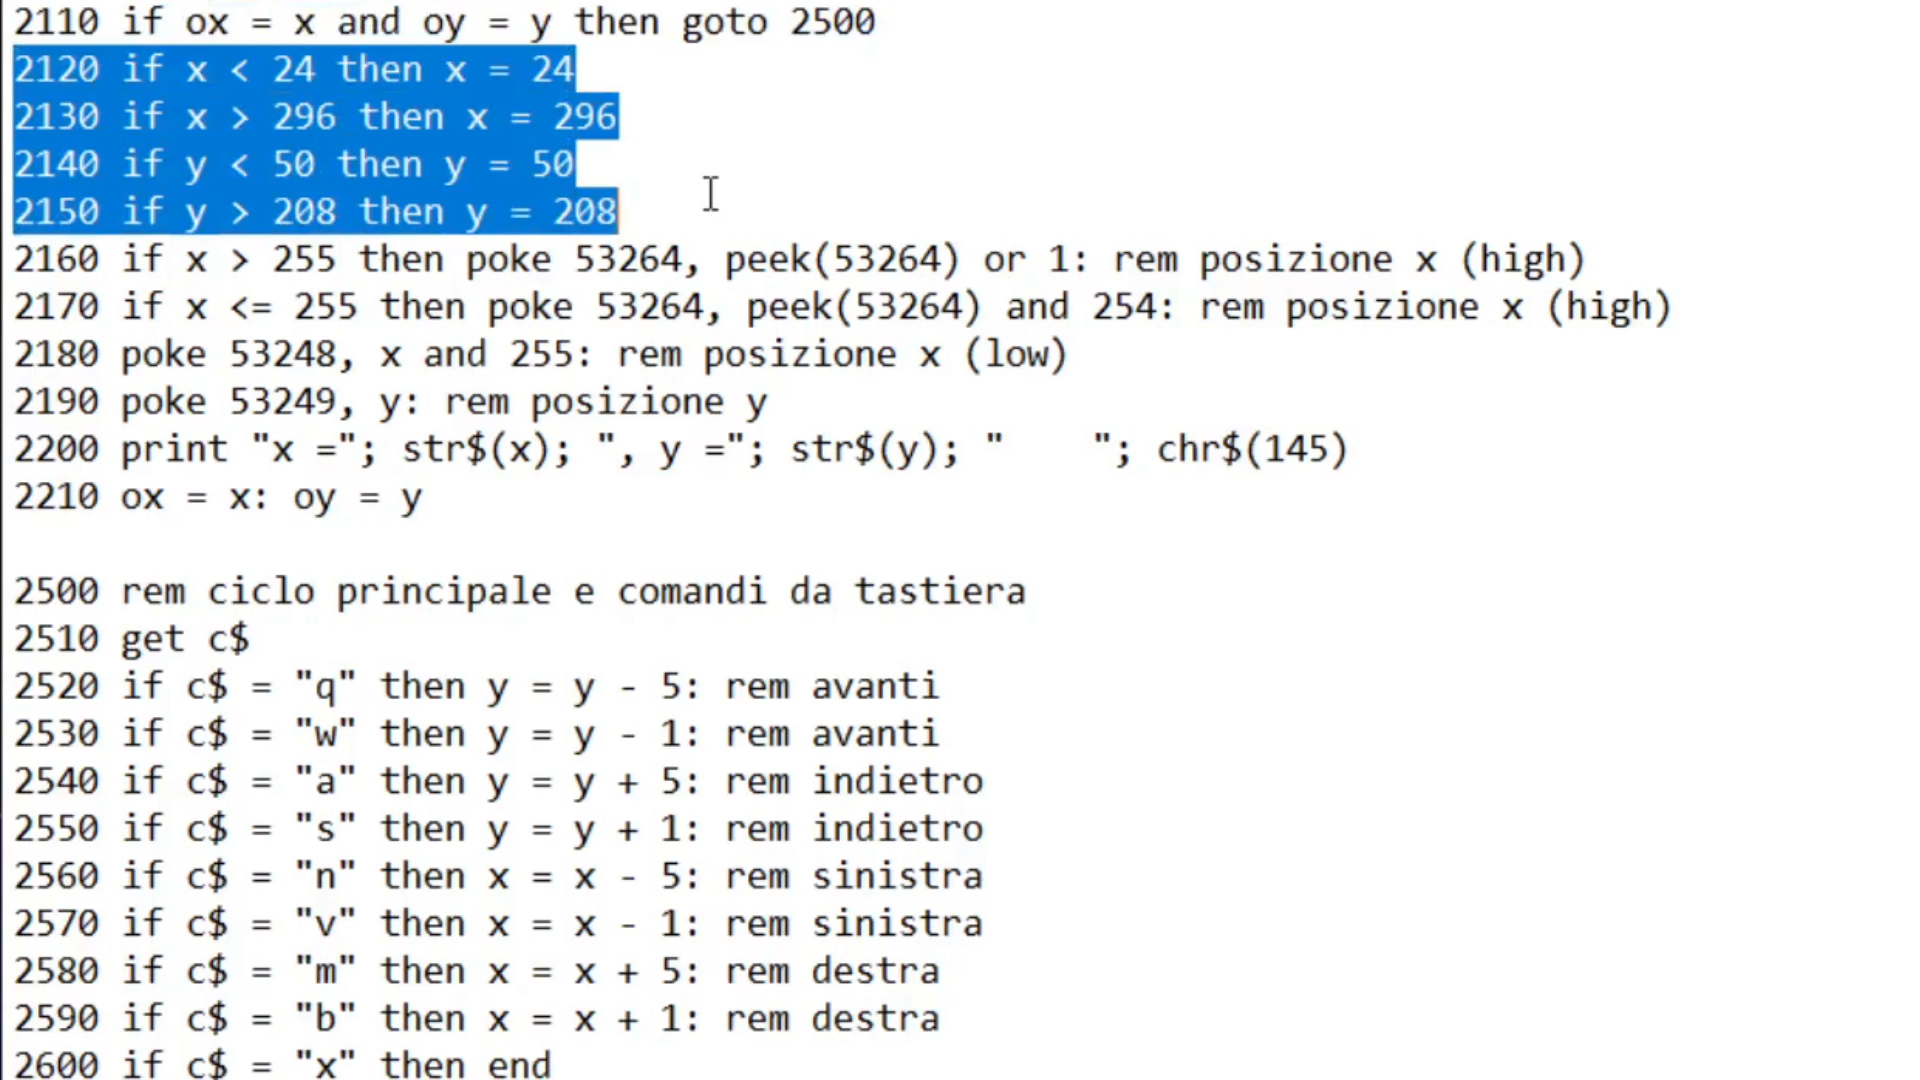 2110 if ox = x and oy = y then goto 2500
2120 if x < 24 then x = 24
2130 if x > 296 then x = 296
2140 if y < 50 then y = 50
2150 if y > 208 then y = 208
2160 if x > 255 then poke 53264, peek(53264) or 1: rem posizione x (high)
2170 if x <= 255 then poke 53264, peek(53264) and 254: rem posizione x (high)
2180 poke 53248, x and 255: rem posizione x (low)
2190 poke 53249, y: rem posizione y
2200 print "x ="; str$(x); ", y ="; str$(y); "    "; chr$(145)
2210 ox = x: oy = y
2500 rem ciclo principale e comandi da tastiera
2510 get c$
2520 if c$ = "q" then y = y - 5: rem avanti
2530 if c$ = "w" then y = y - 1: rem avanti
2540 if c$ = "a" then y = y + 5: rem indietro
2550 if c$ = "s" then y = y + 1: rem indietro
2560 if c$ = "n" then x = x - 5: rem sinistra
2570 if c$ = "v" then x = x - 1: rem sinistra
2580 if c$ = "m" then x = x + 5: rem destra
2590 if c$ = "b" then x = x + 1: rem destra
2600 if c$ = "x" then end